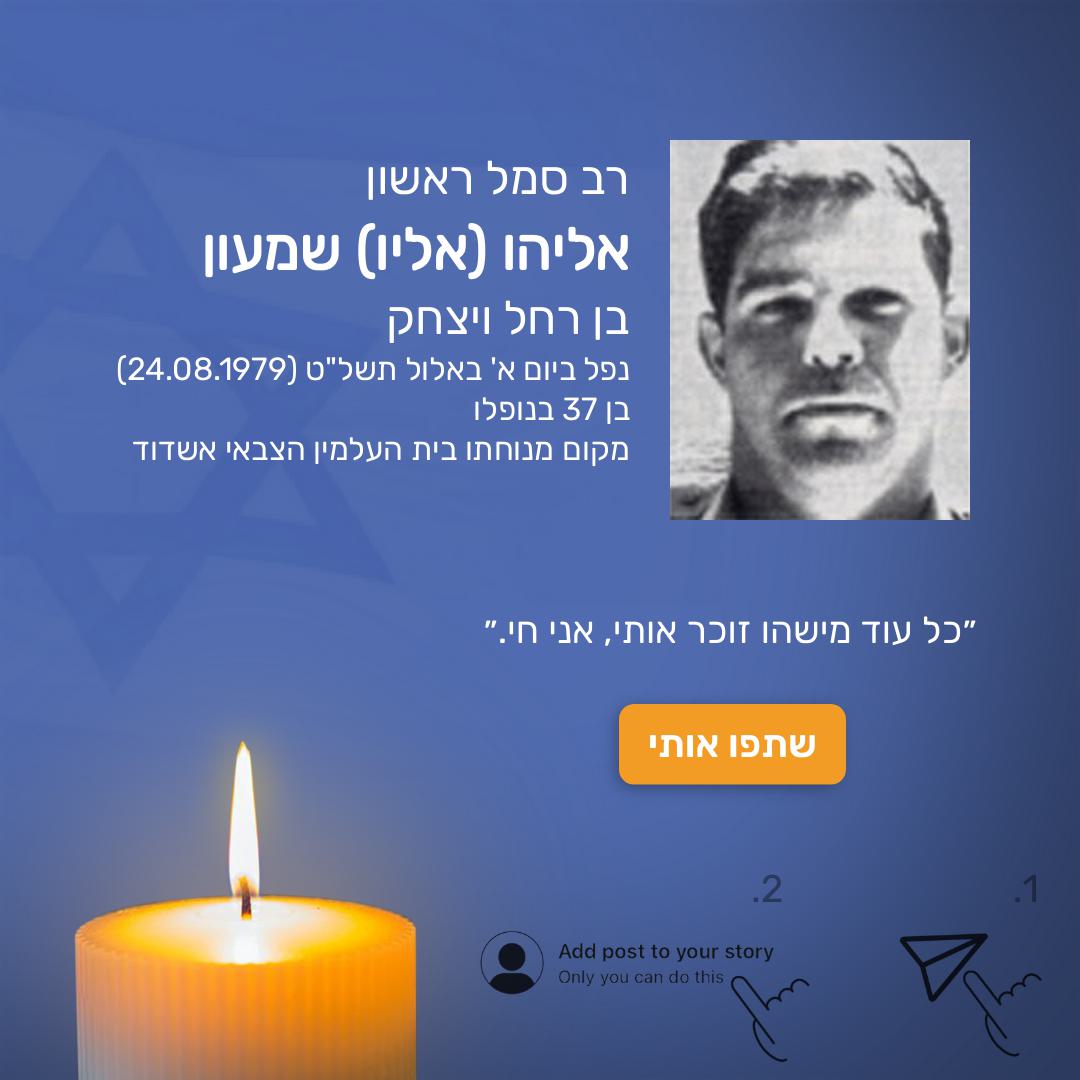 רב סמל ראשון
אליהו (אליו) שמעון
בן רחל ויצחק
נפל ביום א' באלול תשל"ט (24.08.1979)
בן 37 בנופלו
מקום מנוחתו בית העלמין הצבאי אשדוד
״כל עוד מישהו זוכר אותי, אני חי.״
שתפו אותי
1.
2.
Add post to your story
Only you can do this